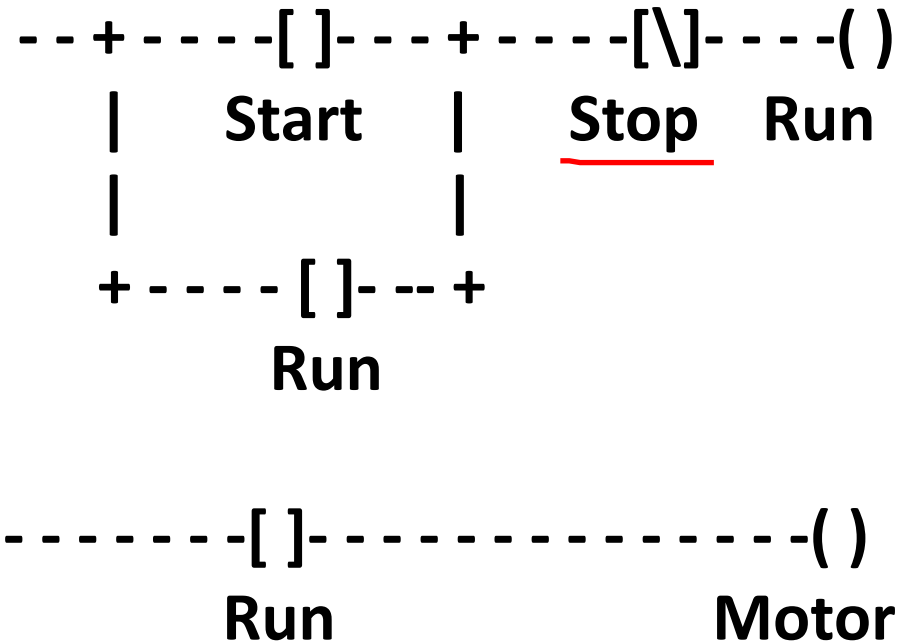 --+----[ ]---+----[\]----( )
| Start | Stop Run
| |
+---- [ ]- -- +
Run
-------[ ]--------------( )
Run Motor